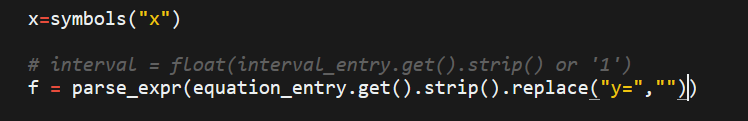 x=symbols("x")
# interval = float(interval_entry.get().strip() or '1')
f = parse_expr(equation_entry.get().strip().replace("y=",""))